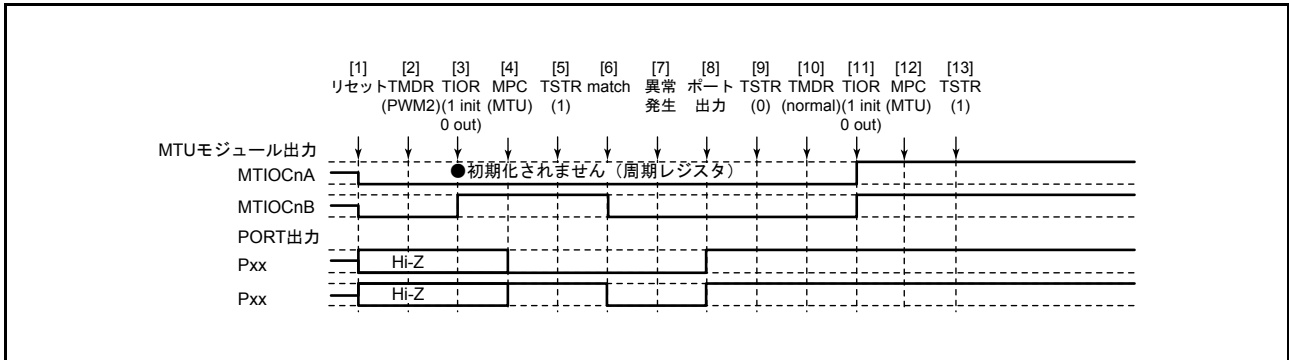 [1] [2] [3] [4] [5] [6] [7] [8] [9] [10] [11] [12] [13]
リセット TMDR TIOR MPC TSTR match 異常 ポート TSTR TMDR TIOR MPC TSTR
(PWM2) (1 init (MTU) (1) 発生 出力 (0) (normal) (1 init (MTU) (1)
0 out) 0 out)
MTUモジュール出力
MTIOCnA ●初期化されません（周期レジスタ）
MTIOCnB
PORT出力
Pxx Hi-Z
Pxx Hi-Z